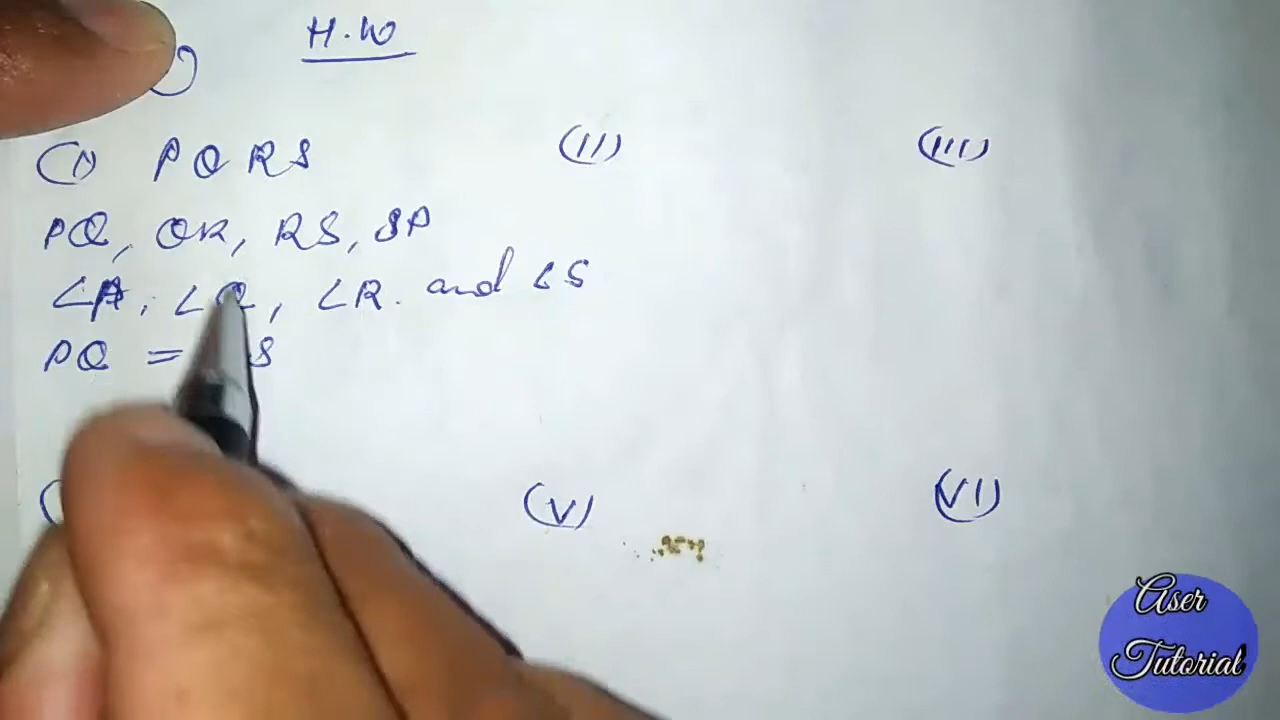 H.W
(I) PQRS
(II)
(III)
PQ, QR, RS, SP
∠P, ∠Q, ∠R. and ∠S
PQ =
(V)
(VI)
Aser
Tutorial